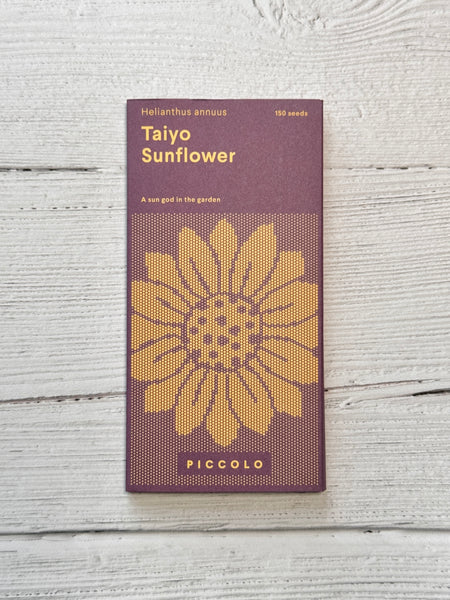 Helianthus annuus 150 seeds
Taiyo
Sunflower
A sun god in the garden
PICCOLO